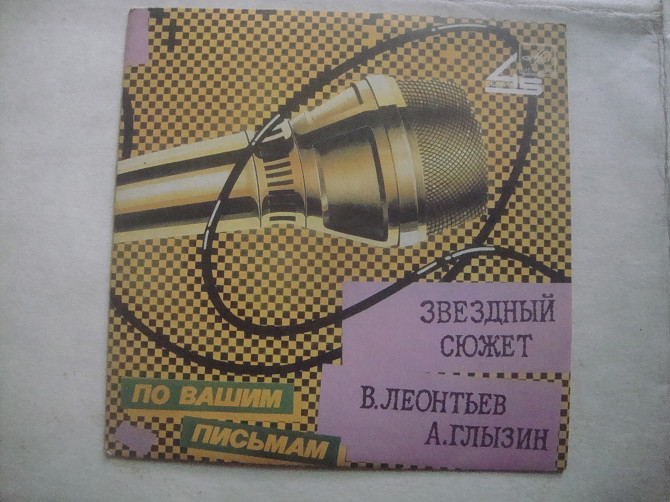 ЗВЕЗДНЫЙ
СЮЖЕТ
В.ЛЕОНТЬЕВ
А.ГЛЫЗИН
ПО ВАШИМ
ПИСЬМАМ